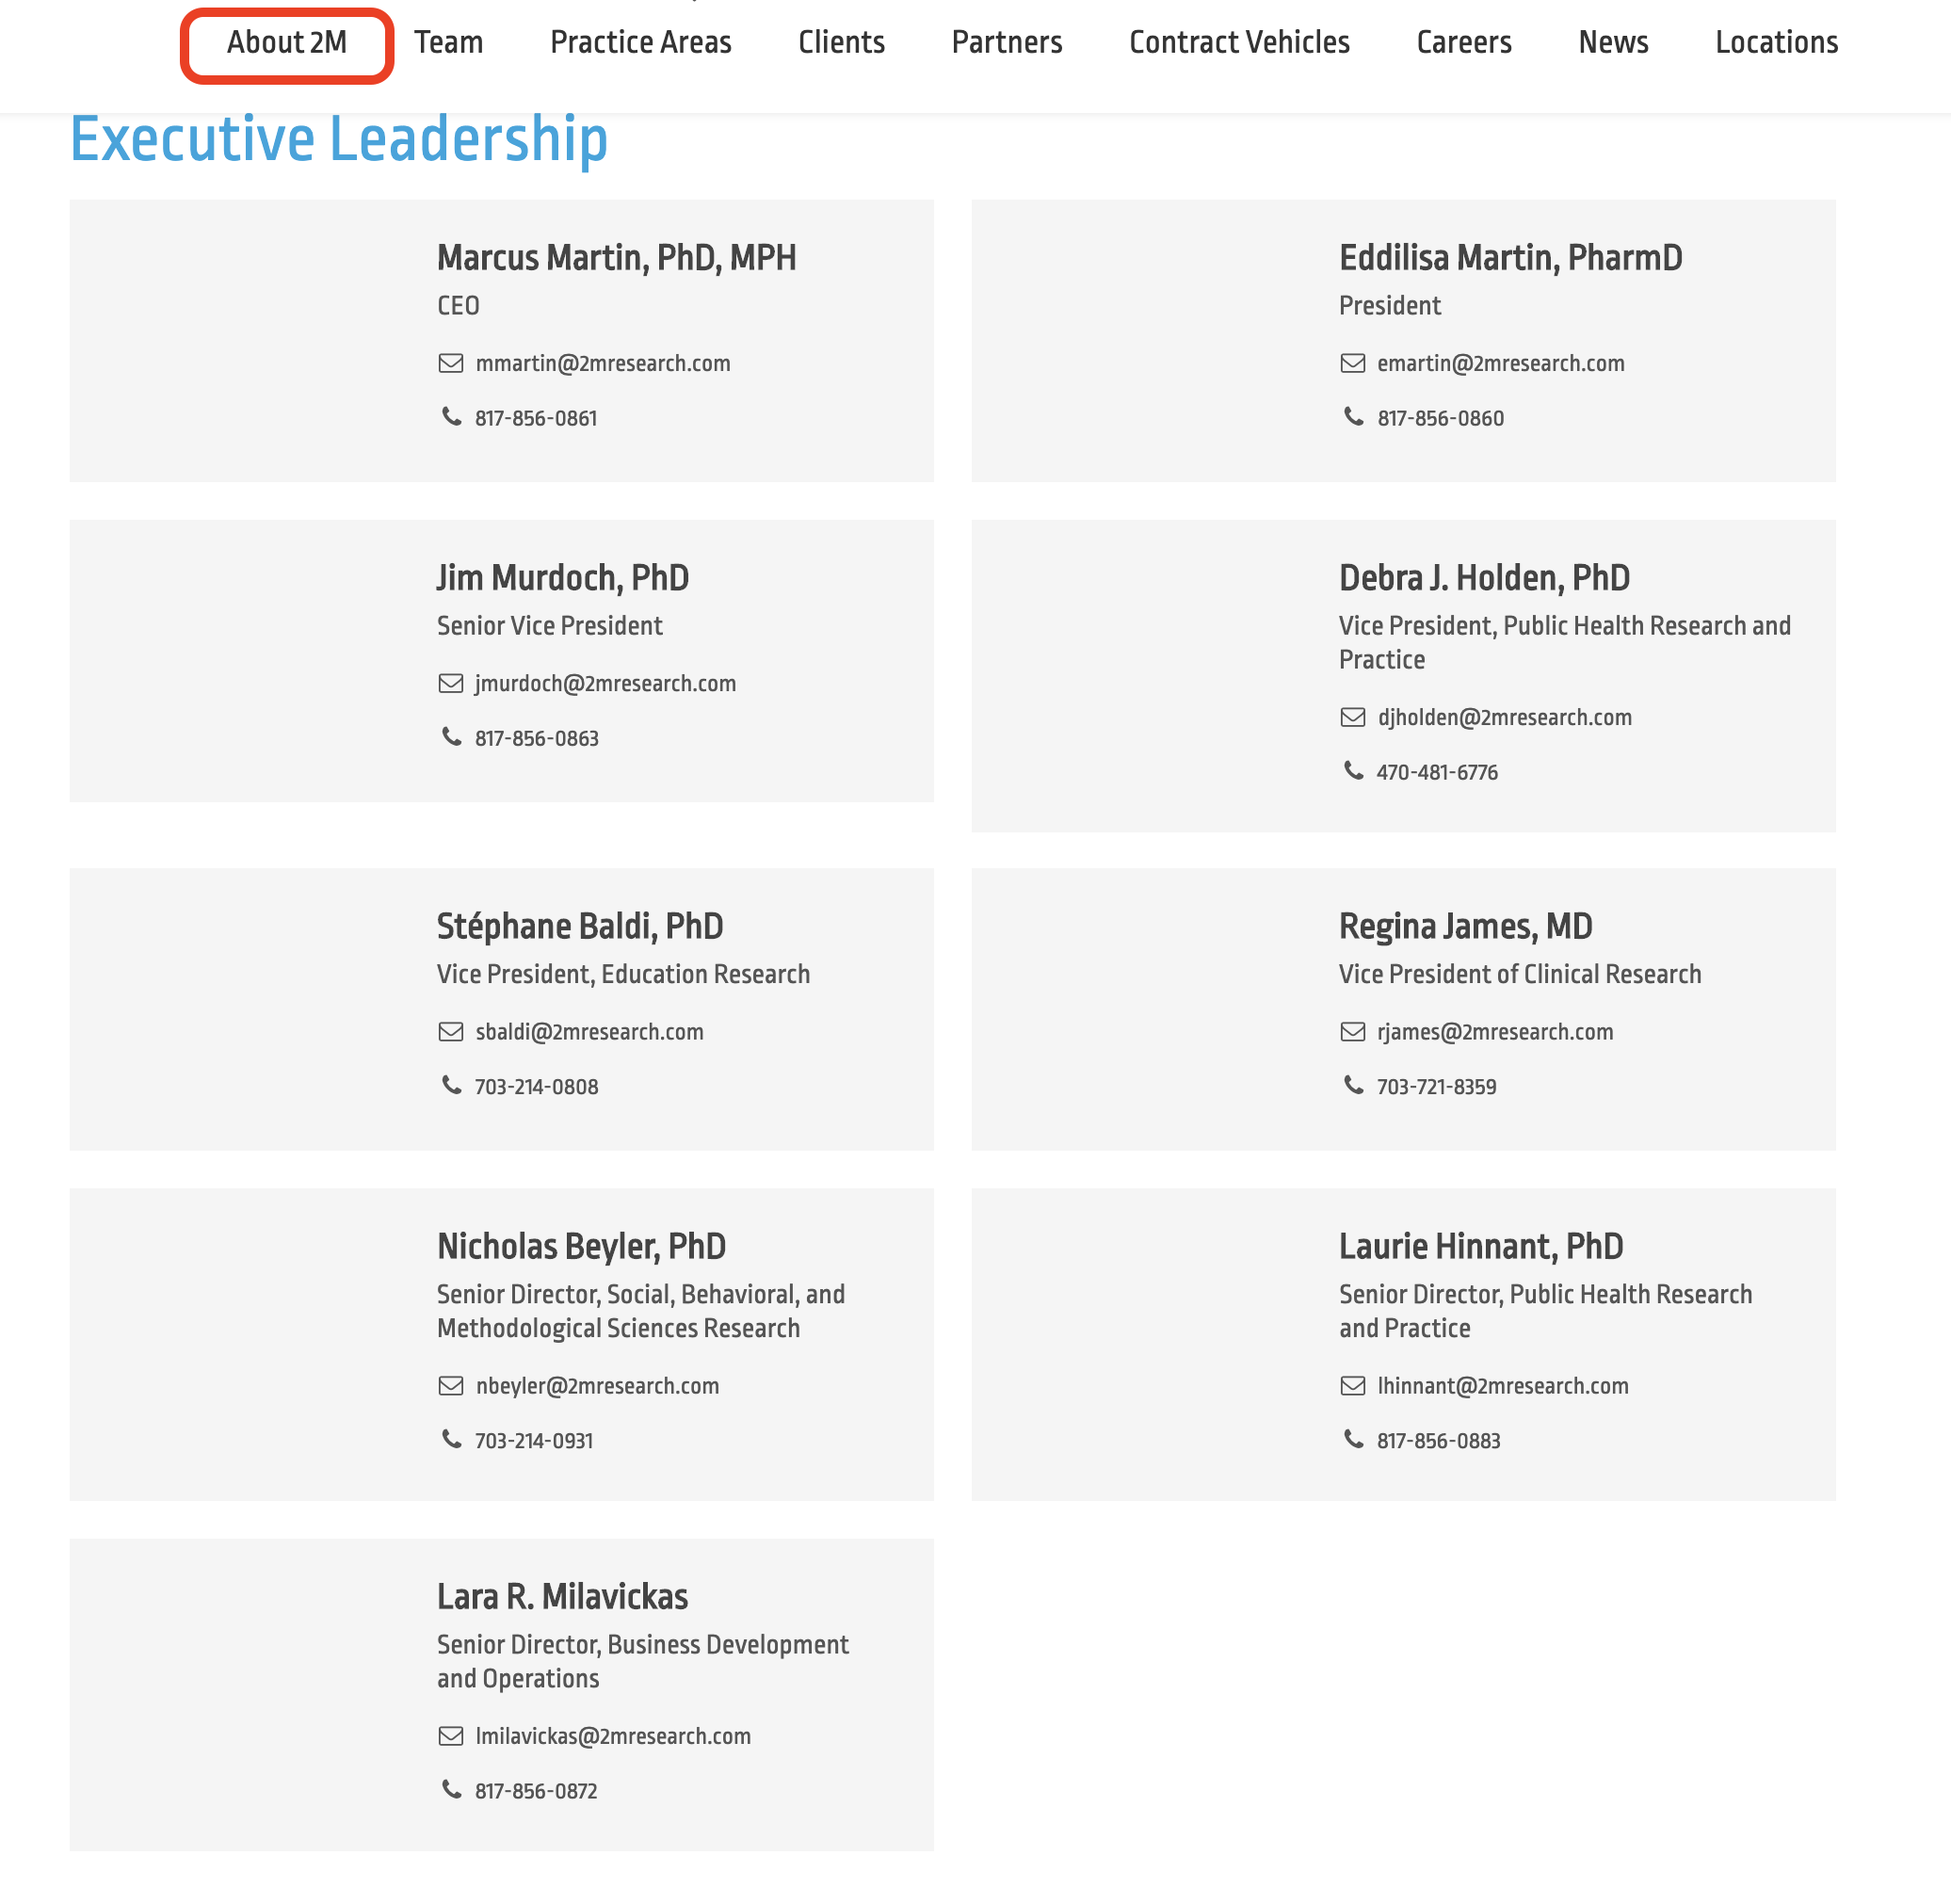 About 2M
Team
Practice Areas
Clients
Partners
Contract Vehicles
Careers
News
Locations
Executive Leadership
Marcus Martin, PhD, MPH
CEO
mmartin@2mresearch.com
817-856-0861
Eddilisa Martin, PharmD
President
emartin@2mresearch.com
817-856-0860
Jim Murdoch, PhD
Senior Vice President
jmurdoch@2mresearch.com
817-856-0863
Debra J. Holden, PhD
Vice President, Public Health Research and
Practice
djholden@2mresearch.com
470-481-6776
Stéphane Baldi, PhD
Vice President, Education Research
sbaldi@2mresearch.com
703-214-0808
Regina James, MD
Vice President of Clinical Research
rjames@2mresearch.com
703-721-8359
Nicholas Beyler, PhD
Senior Director, Social, Behavioral, and
Methodological Sciences Research
nbeyler@2mresearch.com
703-214-0931
Laurie Hinnant, PhD
Senior Director, Public Health Research
and Practice
lhinnant@2mresearch.com
817-856-0883
Lara R. Milavickas
Senior Director, Business Development
and Operations
lmilavickas@2mresearch.com
817-856-0872